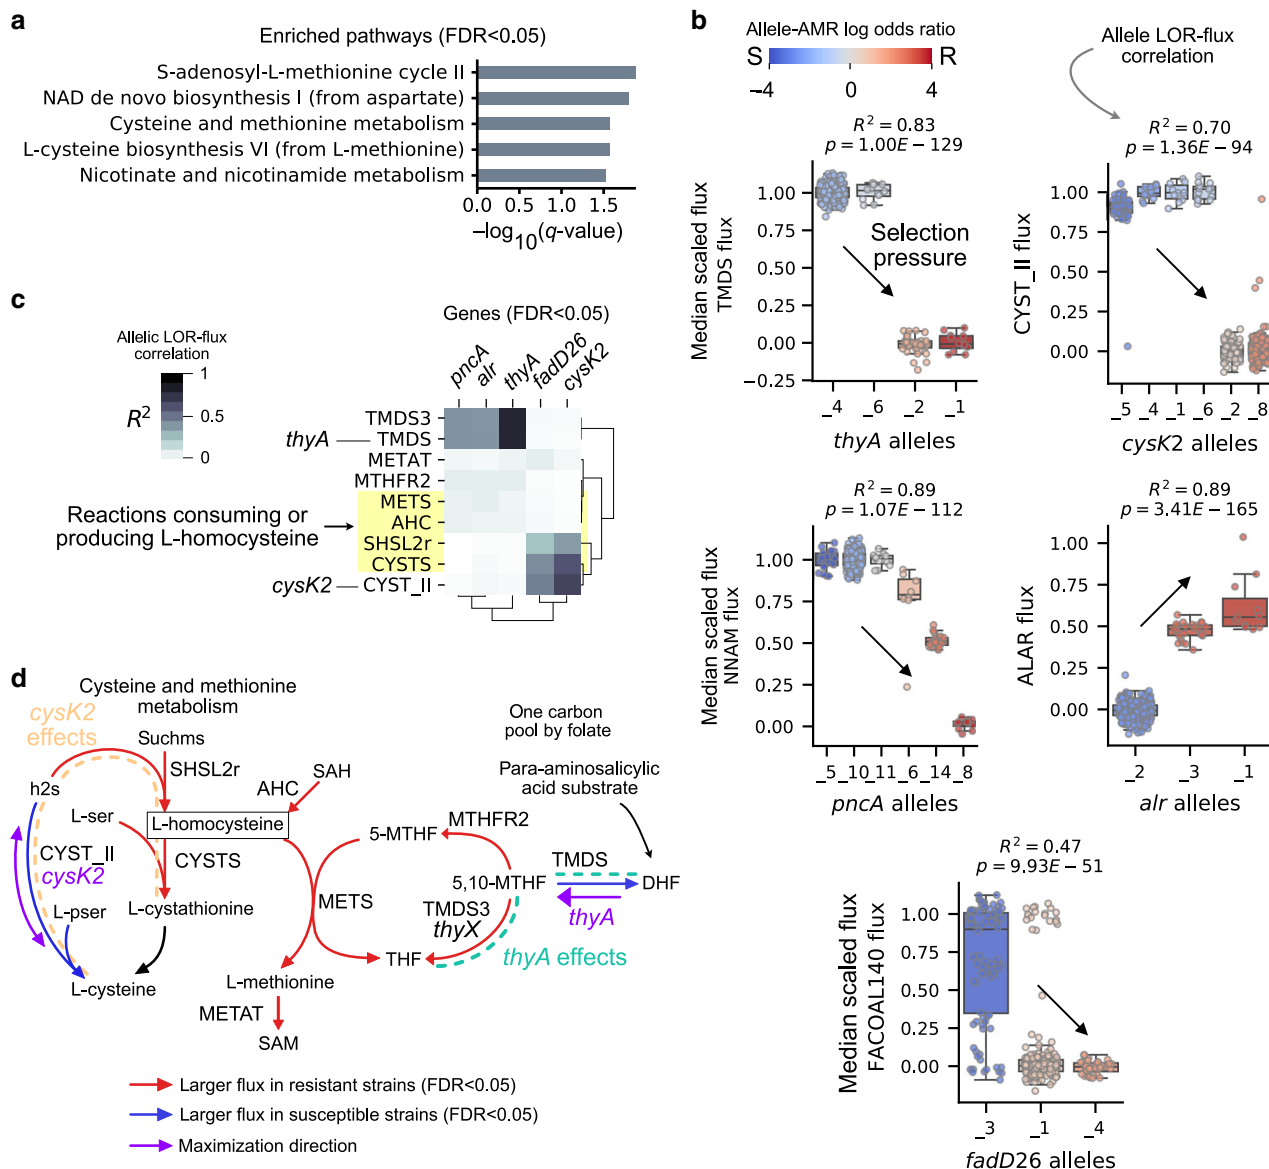 a
Enriched pathways (FDR<0.05)
S-adenosyl-L-methionine cycle II
NAD de novo biosynthesis I (from aspartate)
Cysteine and methionine metabolism
L-cysteine biosynthesis VI (from L-methionine)
Nicotinate and nicotinamide metabolism
0.0 0.5 1.0 1.5
−log10(q-value)
b
Allele-AMR log odds ratio
S R
−4 0 4
Allele LOR-flux
correlation
R² = 0.83
p = 1.00E − 129
Median scaled flux
TMDS flux
1.00
0.75
0.50
0.25
0.00
−0.25
Selection
pressure
_4 _6 _2 _1
thyA alleles
R² = 0.70
p = 1.36E − 94
CYST_II flux
1.00
0.75
0.50
0.25
0.00
_5 _4 _1 _6 _2 _8
cysK2 alleles
R² = 0.89
p = 1.07E − 112
Median scaled flux
NNAM flux
1.00
0.75
0.50
0.25
0.00
_5 _10 _11 _6 _14 _8
pncA alleles
R² = 0.89
p = 3.41E − 165
ALAR flux
1.00
0.75
0.50
0.25
0.00
_2 _3 _1
alr alleles
R² = 0.47
p = 9.93E − 51
Median scaled flux
FACOAL140 flux
1.00
0.75
0.50
0.25
0.00
_3 _1 _4
fadD26 alleles
c
Genes (FDR<0.05)
Allelic LOR-flux
correlation
R²
1
0.5
0
pncA alr thyA fadD26 cysK2
TMDS3
thyA TMDS
METAT
MTHFR2
METS
AHC
SHSL2r
CYSTS
cysK2 CYST_II
Reactions consuming or
producing L-homocysteine
d
Cysteine and methionine
metabolism
cysK2
effects
Suchms
SHSL2r
h2s
AHC
SAH
L-ser
L-homocysteine
CYST_II
cysK2
CYSTS
L-pser
L-cystathionine
L-cysteine
METS
L-methionine
METAT
SAM
5-MTHF
MTHFR2
5,10-MTHF
TMDS3
thyX
THF
thyA effects
One carbon
pool by folate
Para-aminosalicylic
acid substrate
TMDS
DHF
thyA
Larger flux in resistant strains (FDR<0.05)
Larger flux in susceptible strains (FDR<0.05)
Maximization direction